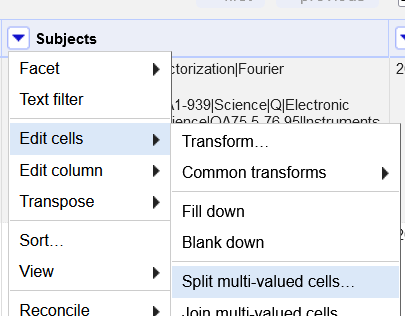 Subjects
Facet
ctorization|Fourier
Text filter
A1-939|Science|Q|Electronic
Edit cells
Transform…
Edit column
Common transforms
Transpose
Fill down
Blank down
Sort…
View
Split multi-valued cells…
Reconcile
Join multi-valued cells